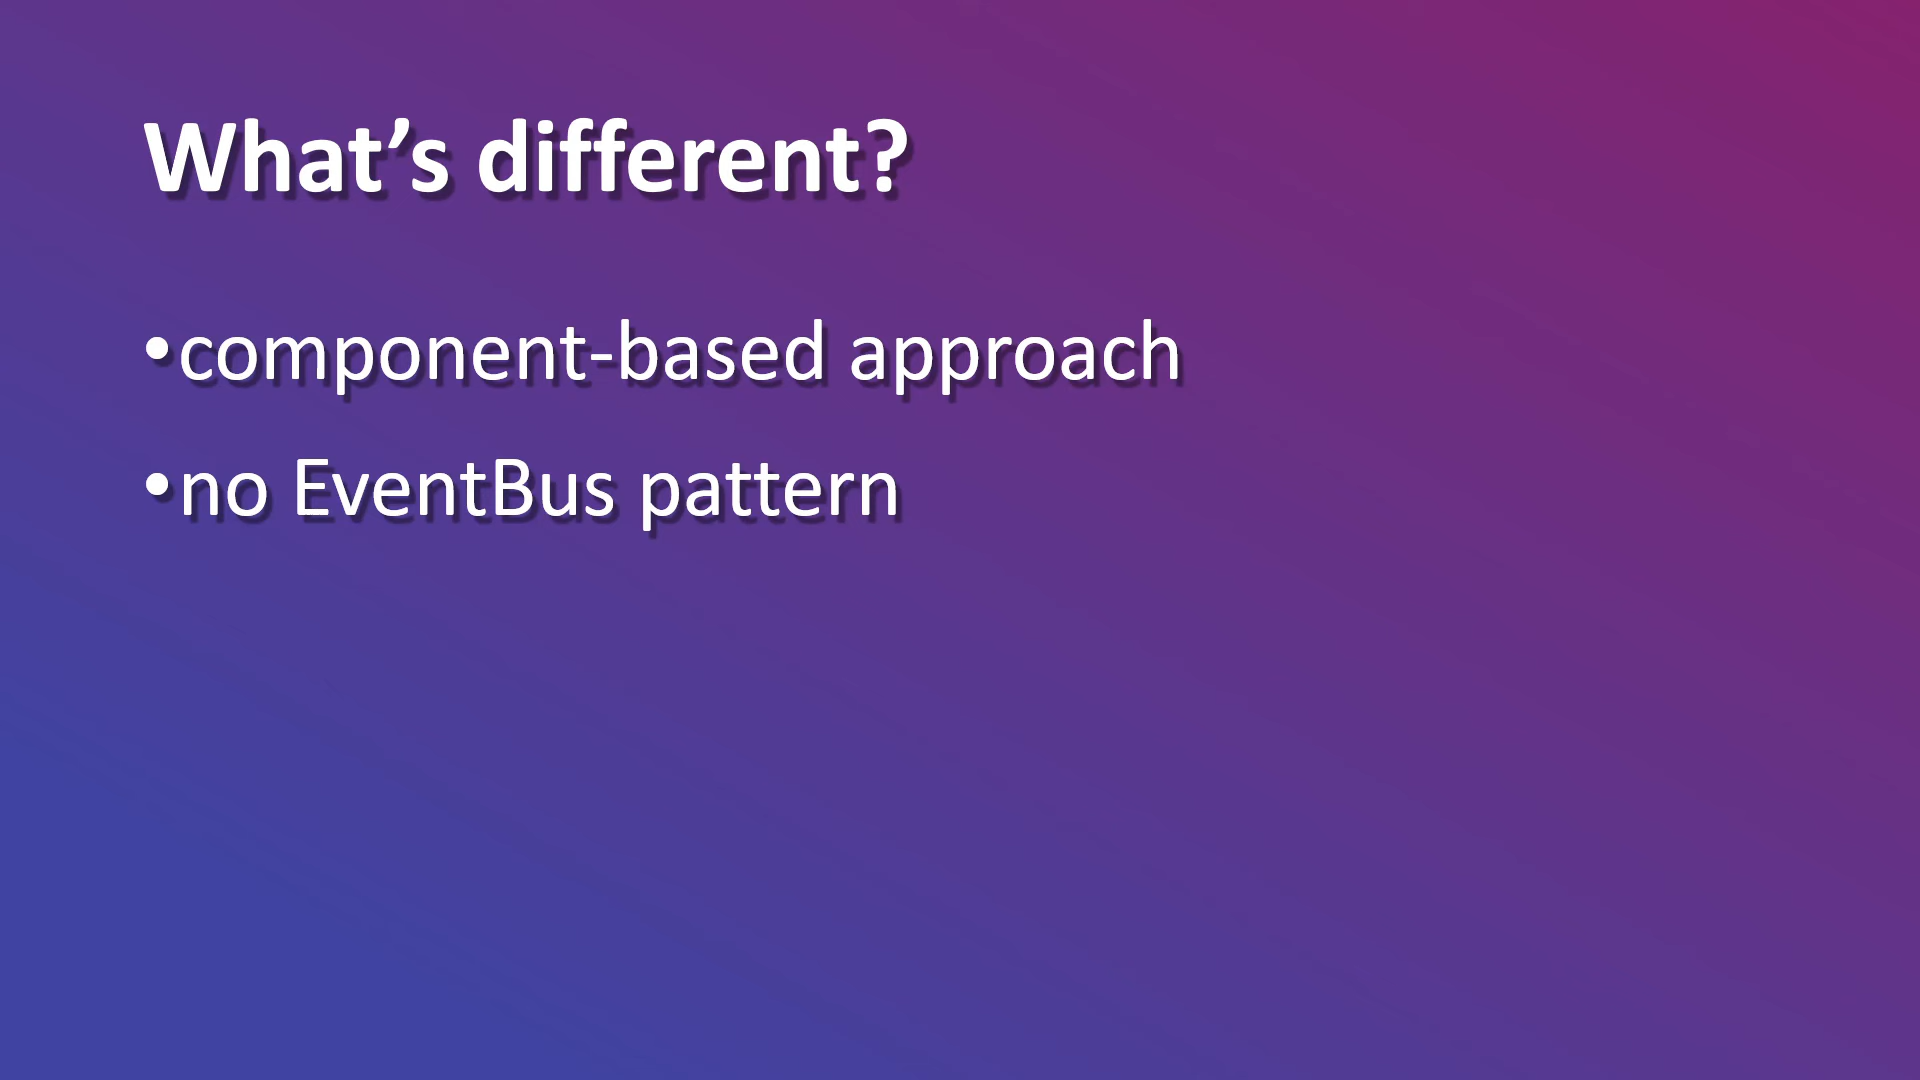 What’s different?
•component-based approach
•no EventBus pattern